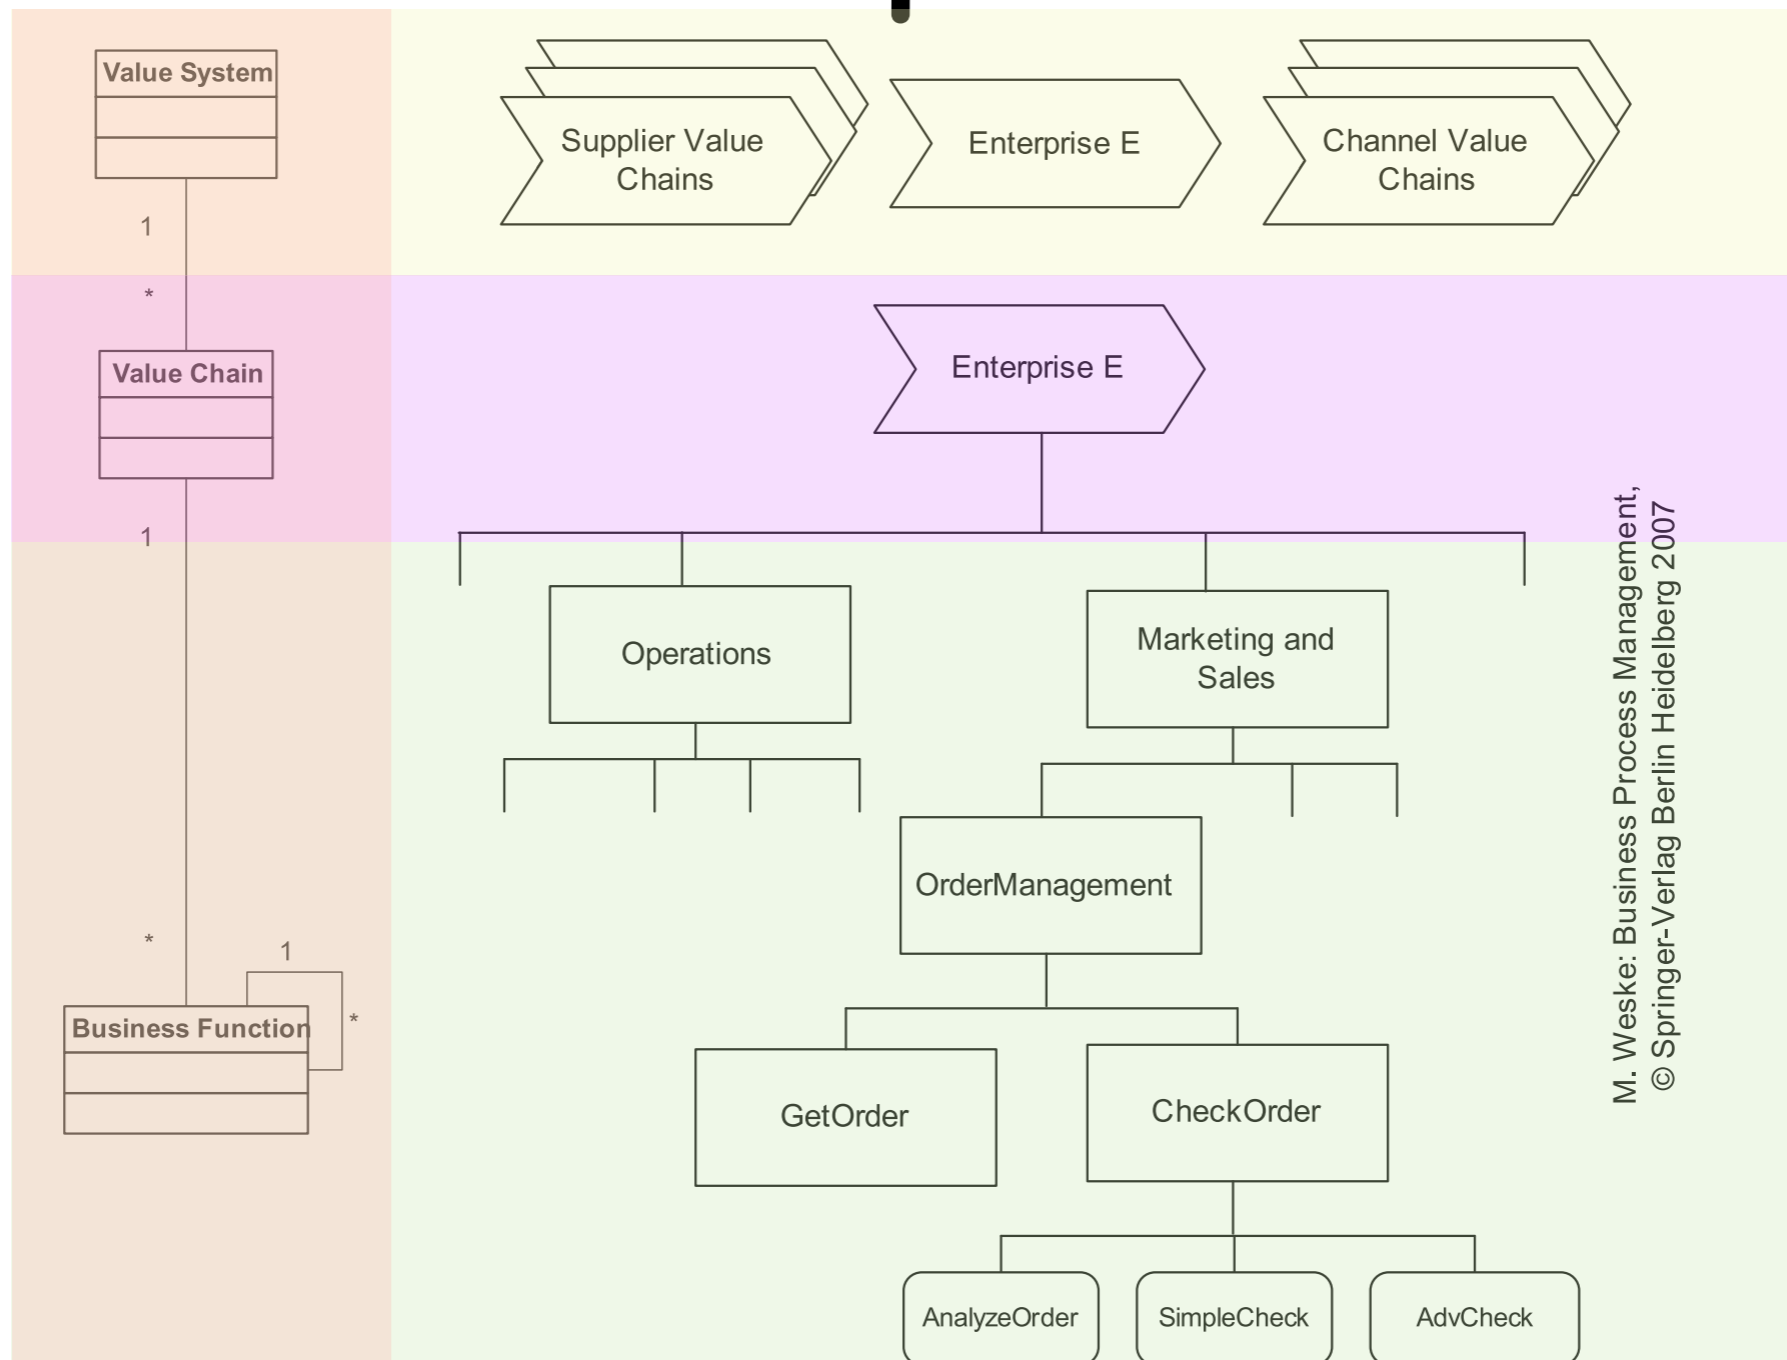 Value System
1
*
Value Chain
1
*
1
*
Business Function
Supplier Value
Chains
Enterprise E
Channel Value
Chains
Enterprise E
Operations
Marketing and
Sales
OrderManagement
GetOrder
CheckOrder
AnalyzeOrder
SimpleCheck
AdvCheck
M. Weske: Business Process Management,
© Springer-Verlag Berlin Heidelberg 2007